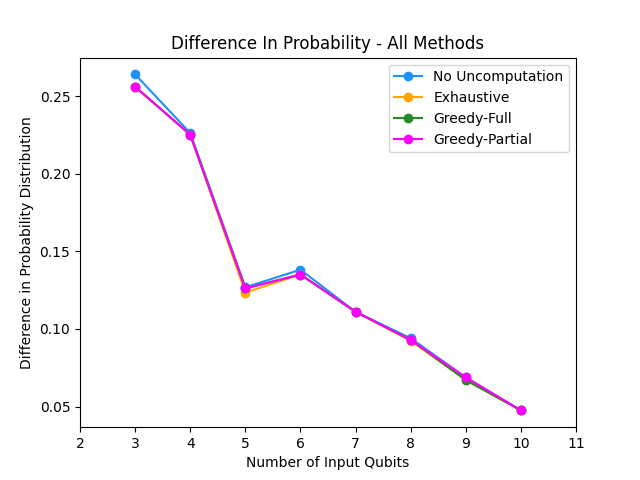 Difference In Probability - All Methods
No Uncomputation
Exhaustive
Greedy-Full
Greedy-Partial
Difference in Probability Distribution
0.25
0.20
0.15
0.10
0.05
2 3 4 5 6 7 8 9 10 11
Number of Input Qubits